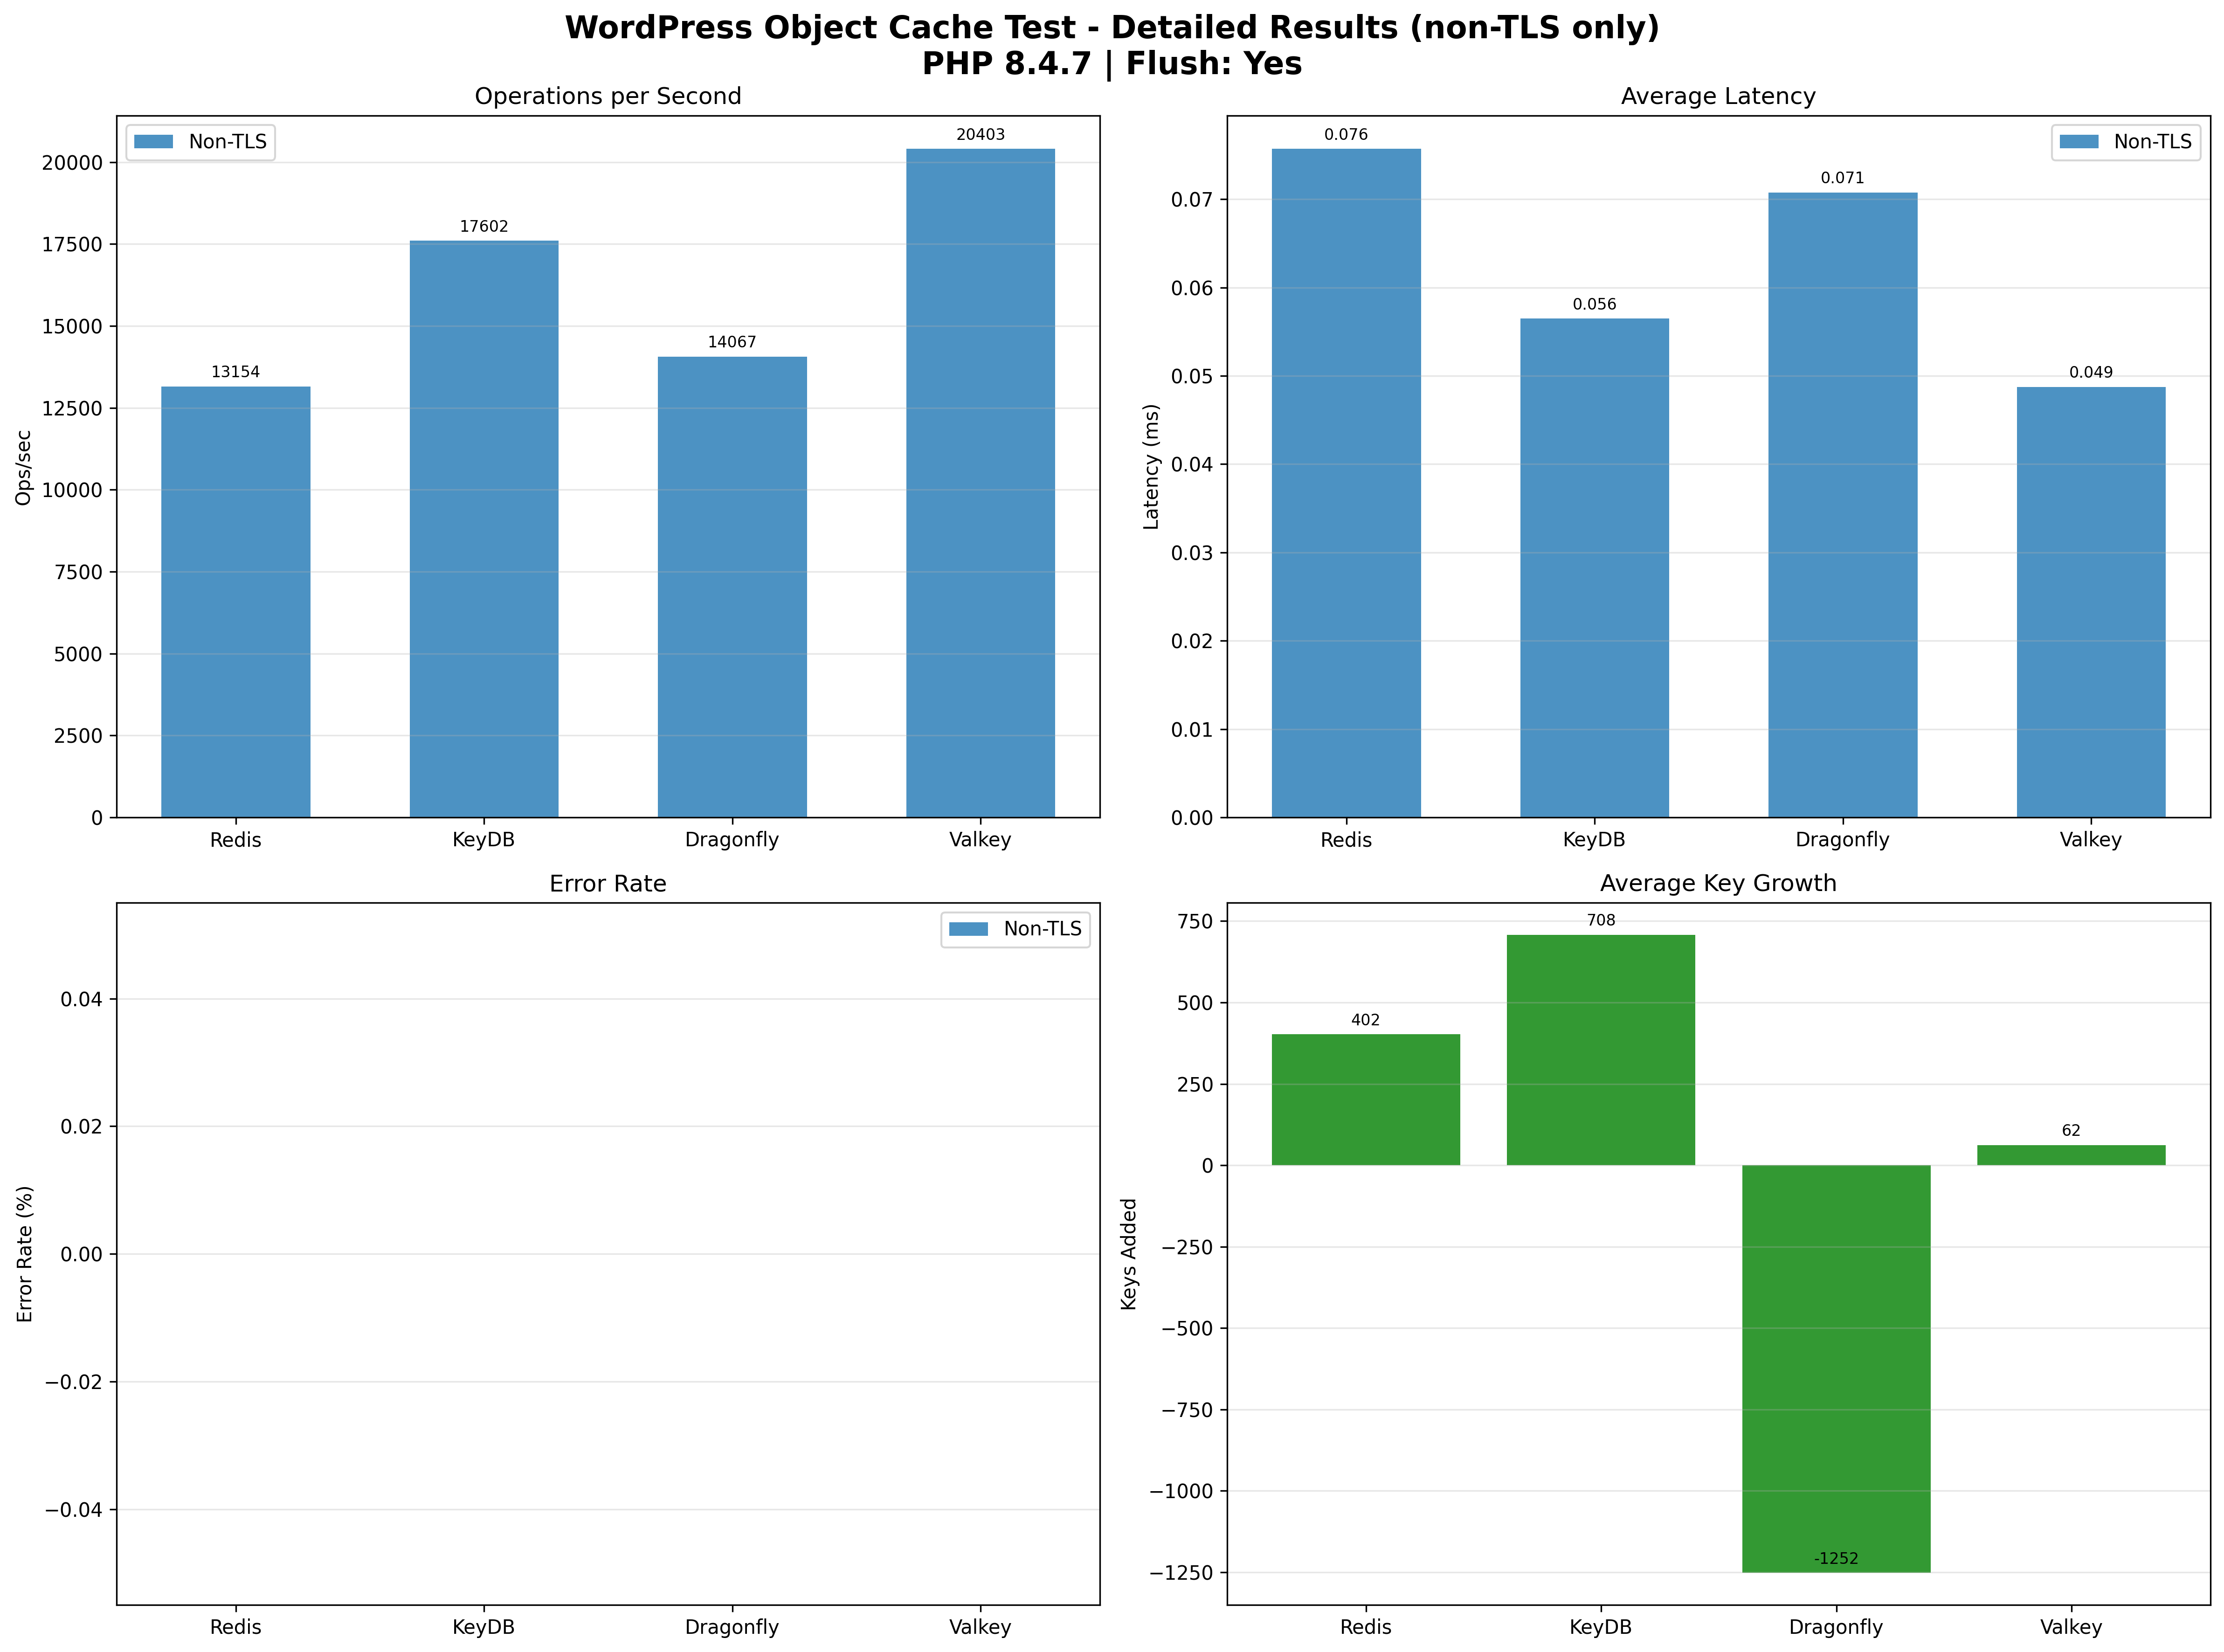 WordPress Object Cache Test - Detailed Results (non-TLS only)
PHP 8.4.7 | Flush: Yes
Operations per Second
Non-TLS
20403
17602
14067
13154
20000
17500
15000
12500
10000
7500
5000
2500
0
Ops/sec
Redis
KeyDB
Dragonfly
Valkey
Average Latency
Non-TLS
0.076
0.071
0.056
0.049
0.07
0.06
0.05
0.04
0.03
0.02
0.01
0.00
Latency (ms)
Redis
KeyDB
Dragonfly
Valkey
Error Rate
Non-TLS
0.04
0.02
0.00
−0.02
−0.04
Error Rate (%)
Redis
KeyDB
Dragonfly
Valkey
Average Key Growth
708
402
62
-1252
750
500
250
0
−250
−500
−750
−1000
−1250
Keys Added
Redis
KeyDB
Dragonfly
Valkey